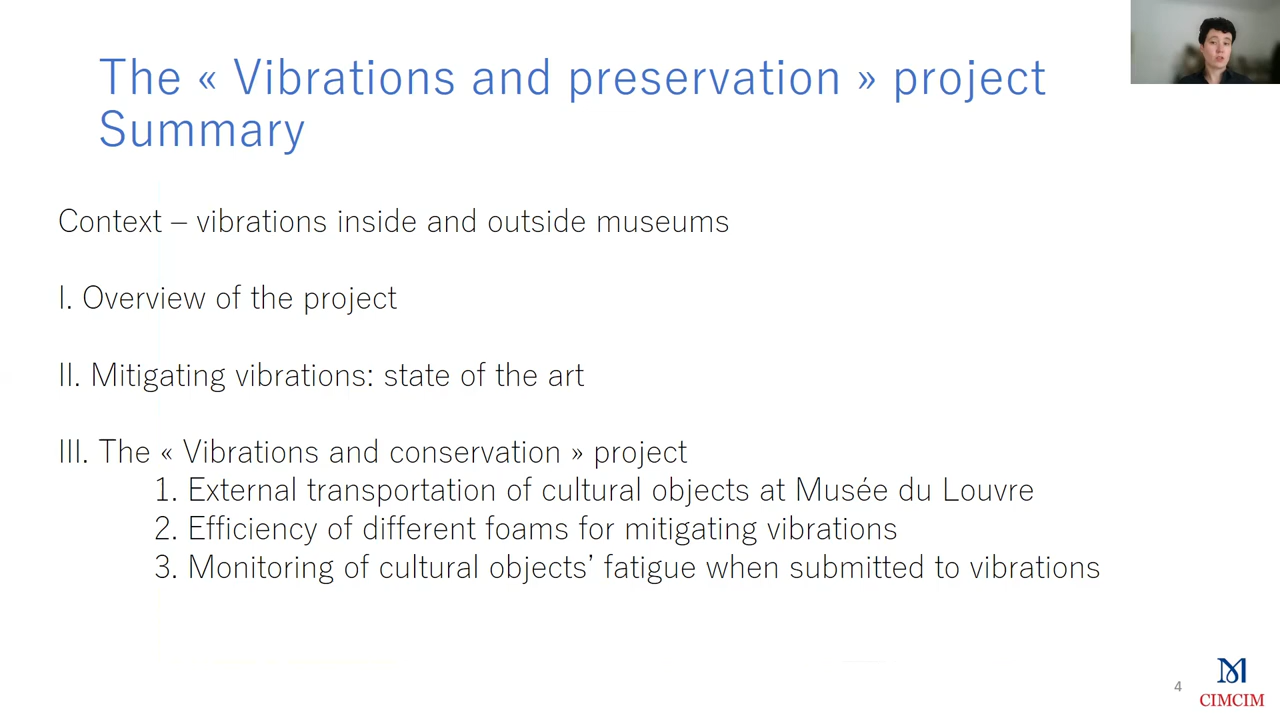 The « Vibrations and preservation » project
Summary
Context – vibrations inside and outside museums
I. Overview of the project
II. Mitigating vibrations: state of the art
III. The « Vibrations and conservation » project
1. External transportation of cultural objects at Musée du Louvre
2. Efficiency of different foams for mitigating vibrations
3. Monitoring of cultural objects’ fatigue when submitted to vibrations
4
CIMCIM